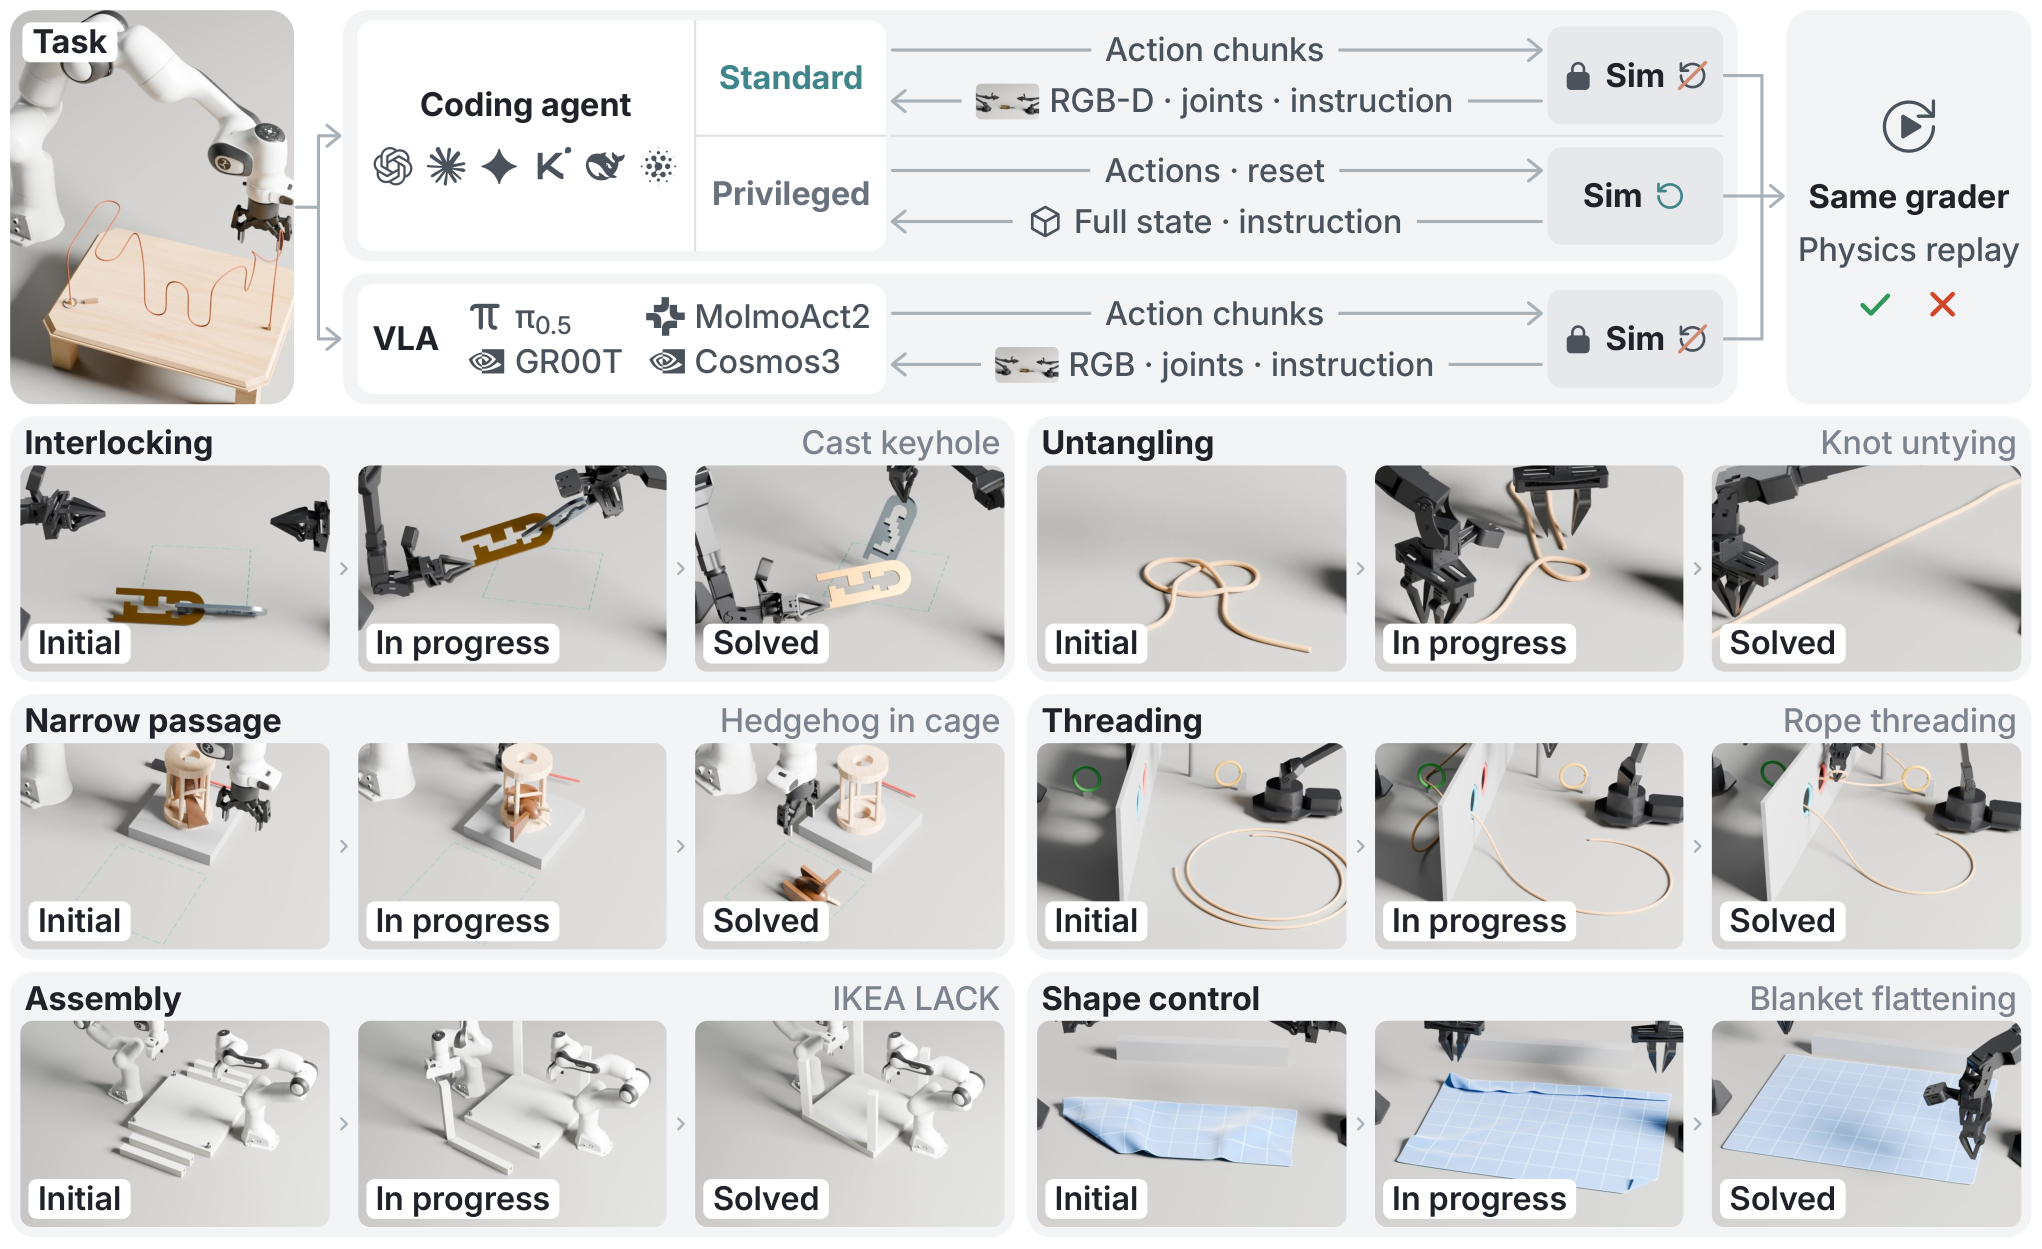 Task
Coding agent
Standard
Privileged
Action chunks
RGB-D · joints · instruction
Actions · reset
Full state · instruction
Sim
Sim
VLA
π π0.5
MolmoAct2
GR00T
Cosmos3
Action chunks
RGB · joints · instruction
Sim
Same grader
Physics replay
Interlocking
Cast keyhole
Initial
In progress
Solved
Untangling
Knot untying
Initial
In progress
Solved
Narrow passage
Hedgehog in cage
Initial
In progress
Solved
Threading
Rope threading
Initial
In progress
Solved
Assembly
IKEA LACK
Initial
In progress
Solved
Shape control
Blanket flattening
Initial
In progress
Solved